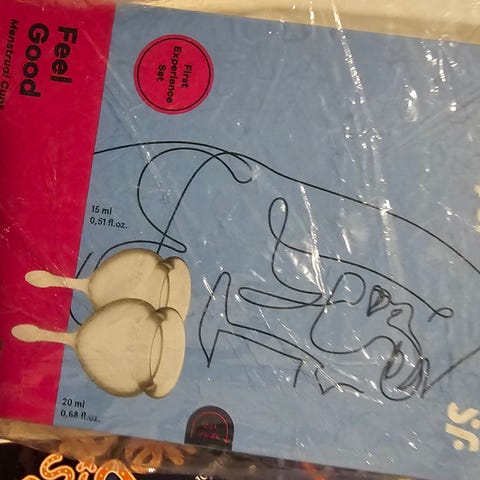 Feel
Good
Menstrual Cups
First
Experience
Set
15 ml
0,51 fl.oz.
20 ml
0,68 fl.oz.